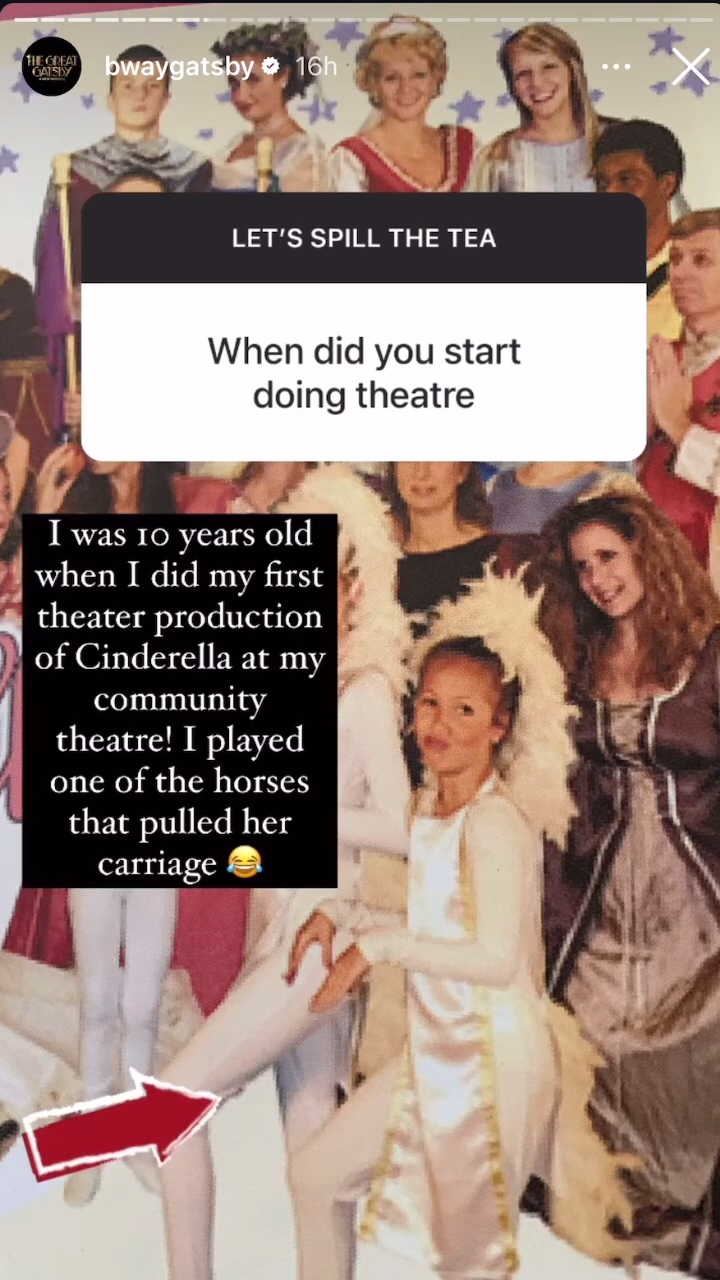 THE GREAT
GATSBY
bwaygatsby 16h
LET'S SPILL THE TEA
When did you start
doing theatre
I was 10 years old
when I did my first
theater production
of Cinderella at my
community
theatre! I played
one of the horses
that pulled her
carriage 😂